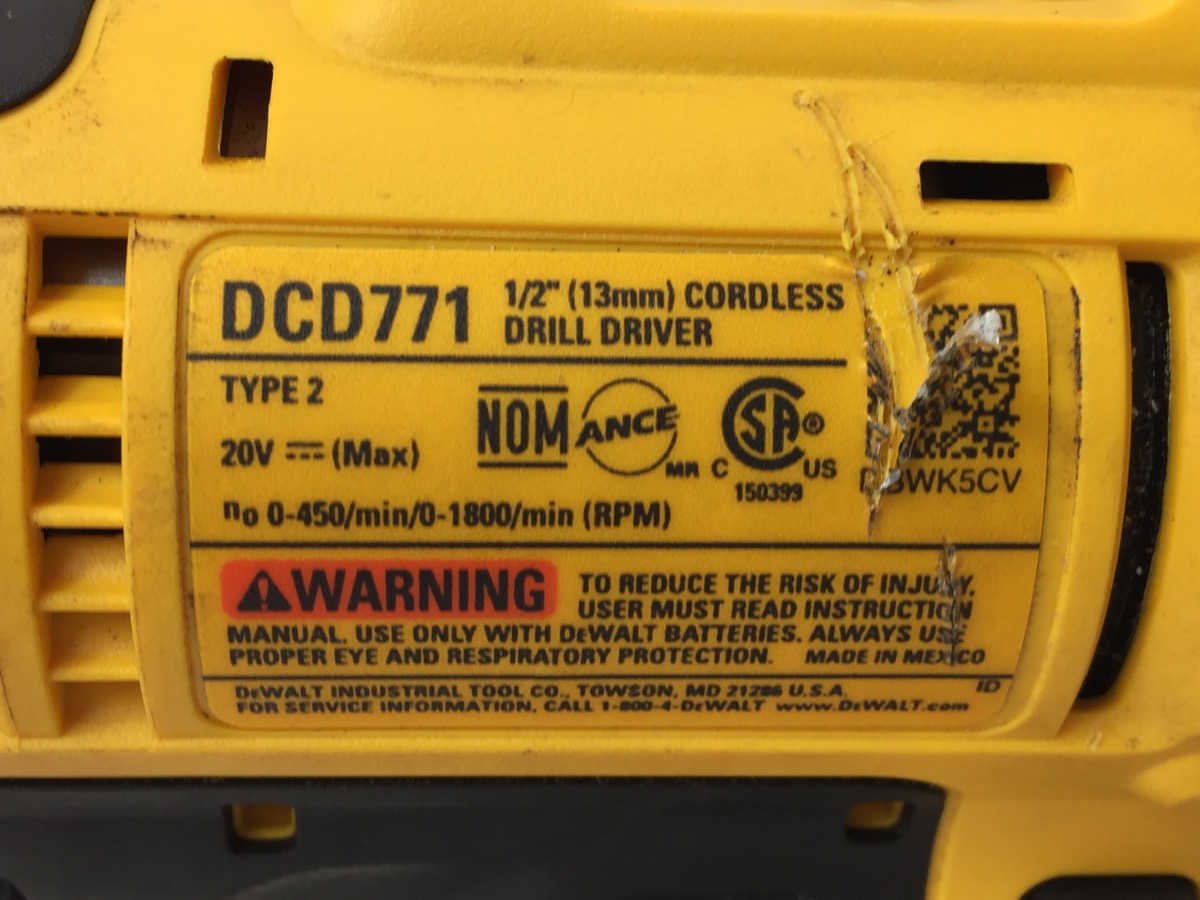 DCD771 1/2" (13mm) CORDLESS
DRILL DRIVER
TYPE 2
NOM ANCE MR
C SA® US
150399
20V ⎓ (Max)
n₀ 0-450/min/0-1800/min (RPM)
⚠WARNING TO REDUCE THE RISK OF INJURY,
USER MUST READ INSTRUCTION
MANUAL. USE ONLY WITH DEWALT BATTERIES. ALWAYS USE
PROPER EYE AND RESPIRATORY PROTECTION. MADE IN MEXICO
DEWALT INDUSTRIAL TOOL CO., TOWSON, MD 21286 U.S.A. ID
FOR SERVICE INFORMATION, CALL 1-800-4-DEWALT www.DEWALT.com